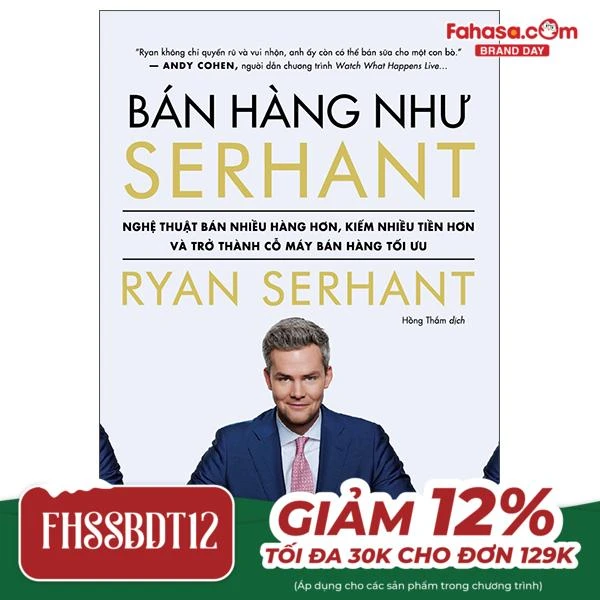 Fahasa.com
BRAND DAY
"Ryan không chỉ quyến rũ và vui nhộn, anh ấy còn có thể bán sữa cho một con bò."
— ANDY COHEN, người dẫn chương trình Watch What Happens Live...
BÁN HÀNG NHƯ
SERHANT
NGHỆ THUẬT BÁN NHIỀU HÀNG HƠN, KIẾM NHIỀU TIỀN HƠN
VÀ TRỞ THÀNH CỖ MÁY BÁN HÀNG TỐI ƯU
RYAN SERHANT
Hồng Thắm dịch
FHSSBDT12
GIẢM 12%
TỐI ĐA 30K CHO ĐƠN 129K
(Áp dụng cho các sản phẩm trong chương trình)